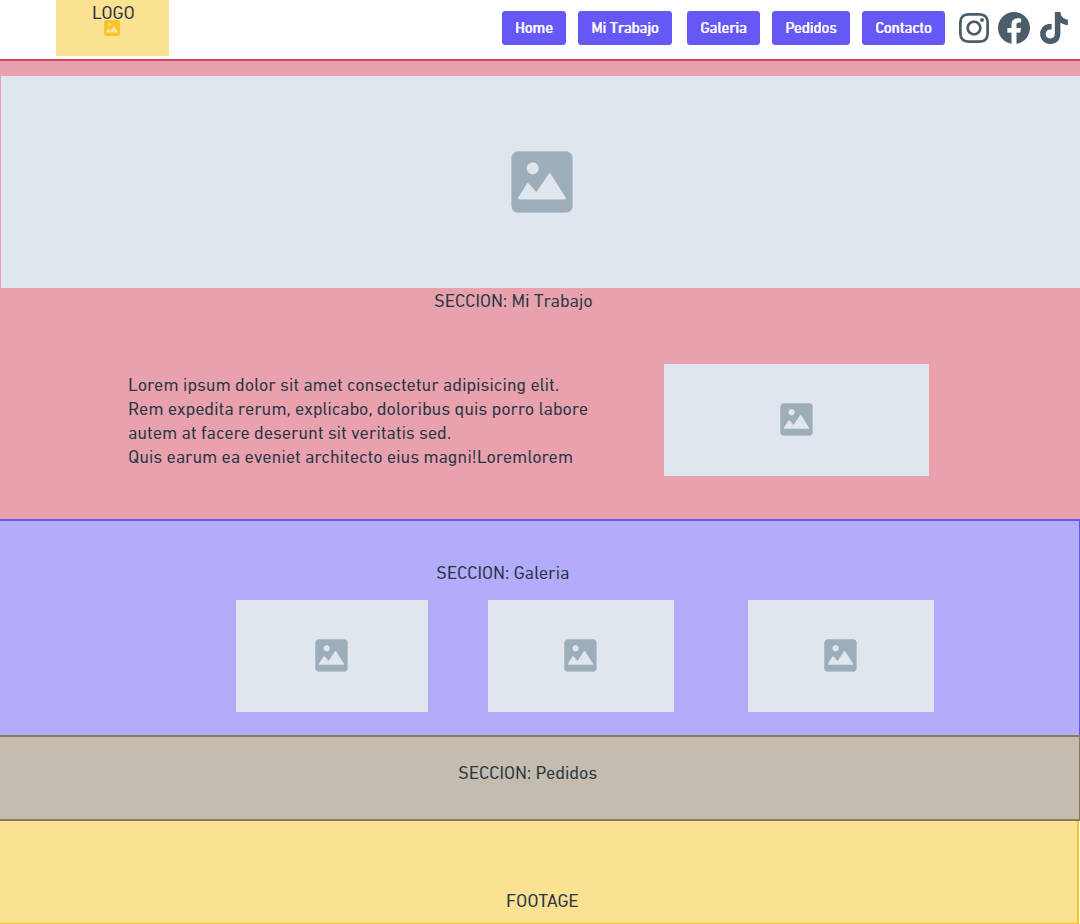 LOGO
Home Mi Trabajo Galeria Pedidos Contacto
SECCION: Mi Trabajo
Lorem ipsum dolor sit amet consectetur adipisicing elit.
Rem expedita rerum, explicabo, doloribus quis porro labore
autem at facere deserunt sit veritatis sed.
Quis earum ea eveniet architecto eius magni!Loremlorem
SECCION: Galeria
SECCION: Pedidos
FOOTAGE